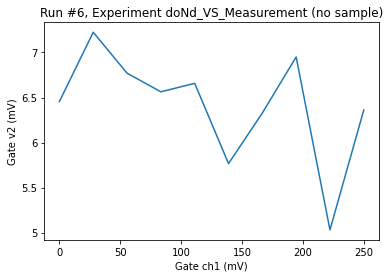 Run #6, Experiment doNd_VS_Measurement (no sample)
7
6.5
6
5.5
5
Gate v2 (mV)
0 50 100 150 200 250
Gate ch1 (mV)